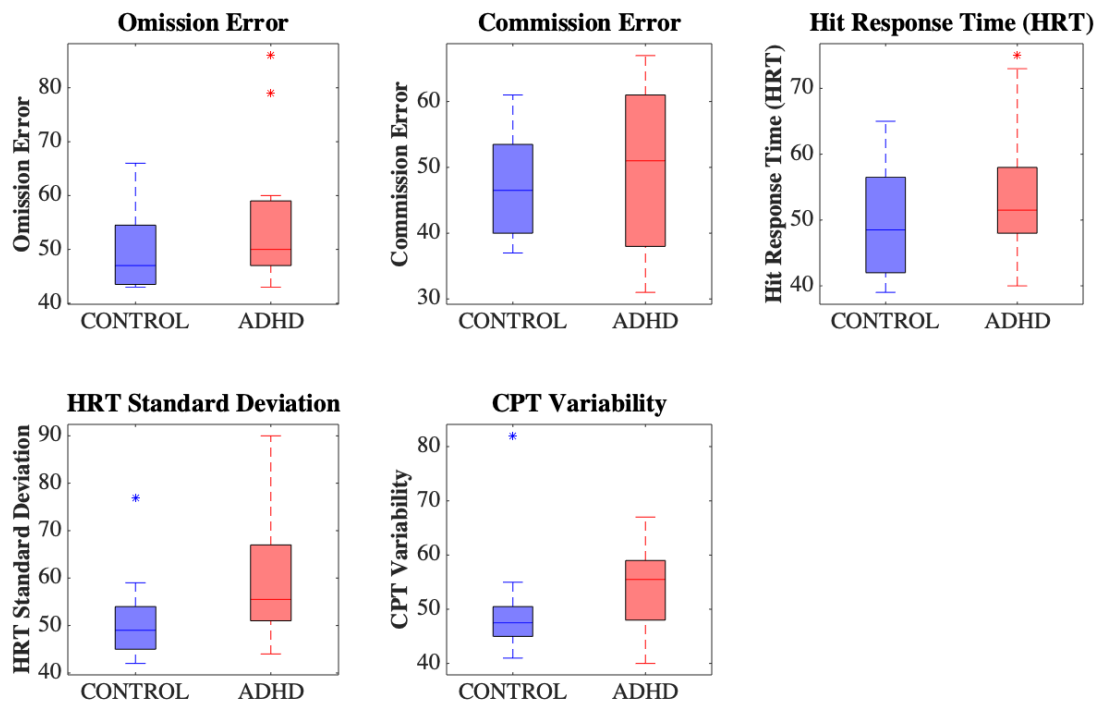 Omission Error
Commission Error
Hit Response Time (HRT)
Omission Error
80
70
60
50
40
CONTROL ADHD
Commission Error
60
50
40
30
CONTROL ADHD
Hit Response Time (HRT)
70
60
50
40
CONTROL ADHD
HRT Standard Deviation
CPT Variability
HRT Standard Deviation
90
80
70
60
50
40
CONTROL ADHD
CPT Variability
80
70
60
50
40
CONTROL ADHD